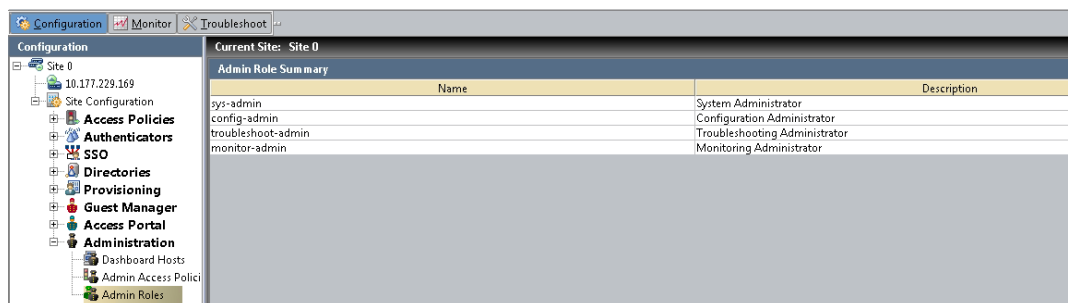 Configuration Monitor Troubleshoot
Configuration
Current Site: Site 0
Site 0
10.177.229.169
Site Configuration
Access Policies
Authenticators
SSO
Directories
Provisioning
Guest Manager
Access Portal
Administration
Dashboard Hosts
Admin Access Polici
Admin Roles
Admin Role Summary
Name Description
sys-admin System Administrator
config-admin Configuration Administrator
troubleshoot-admin Troubleshooting Administrator
monitor-admin Monitoring Administrator